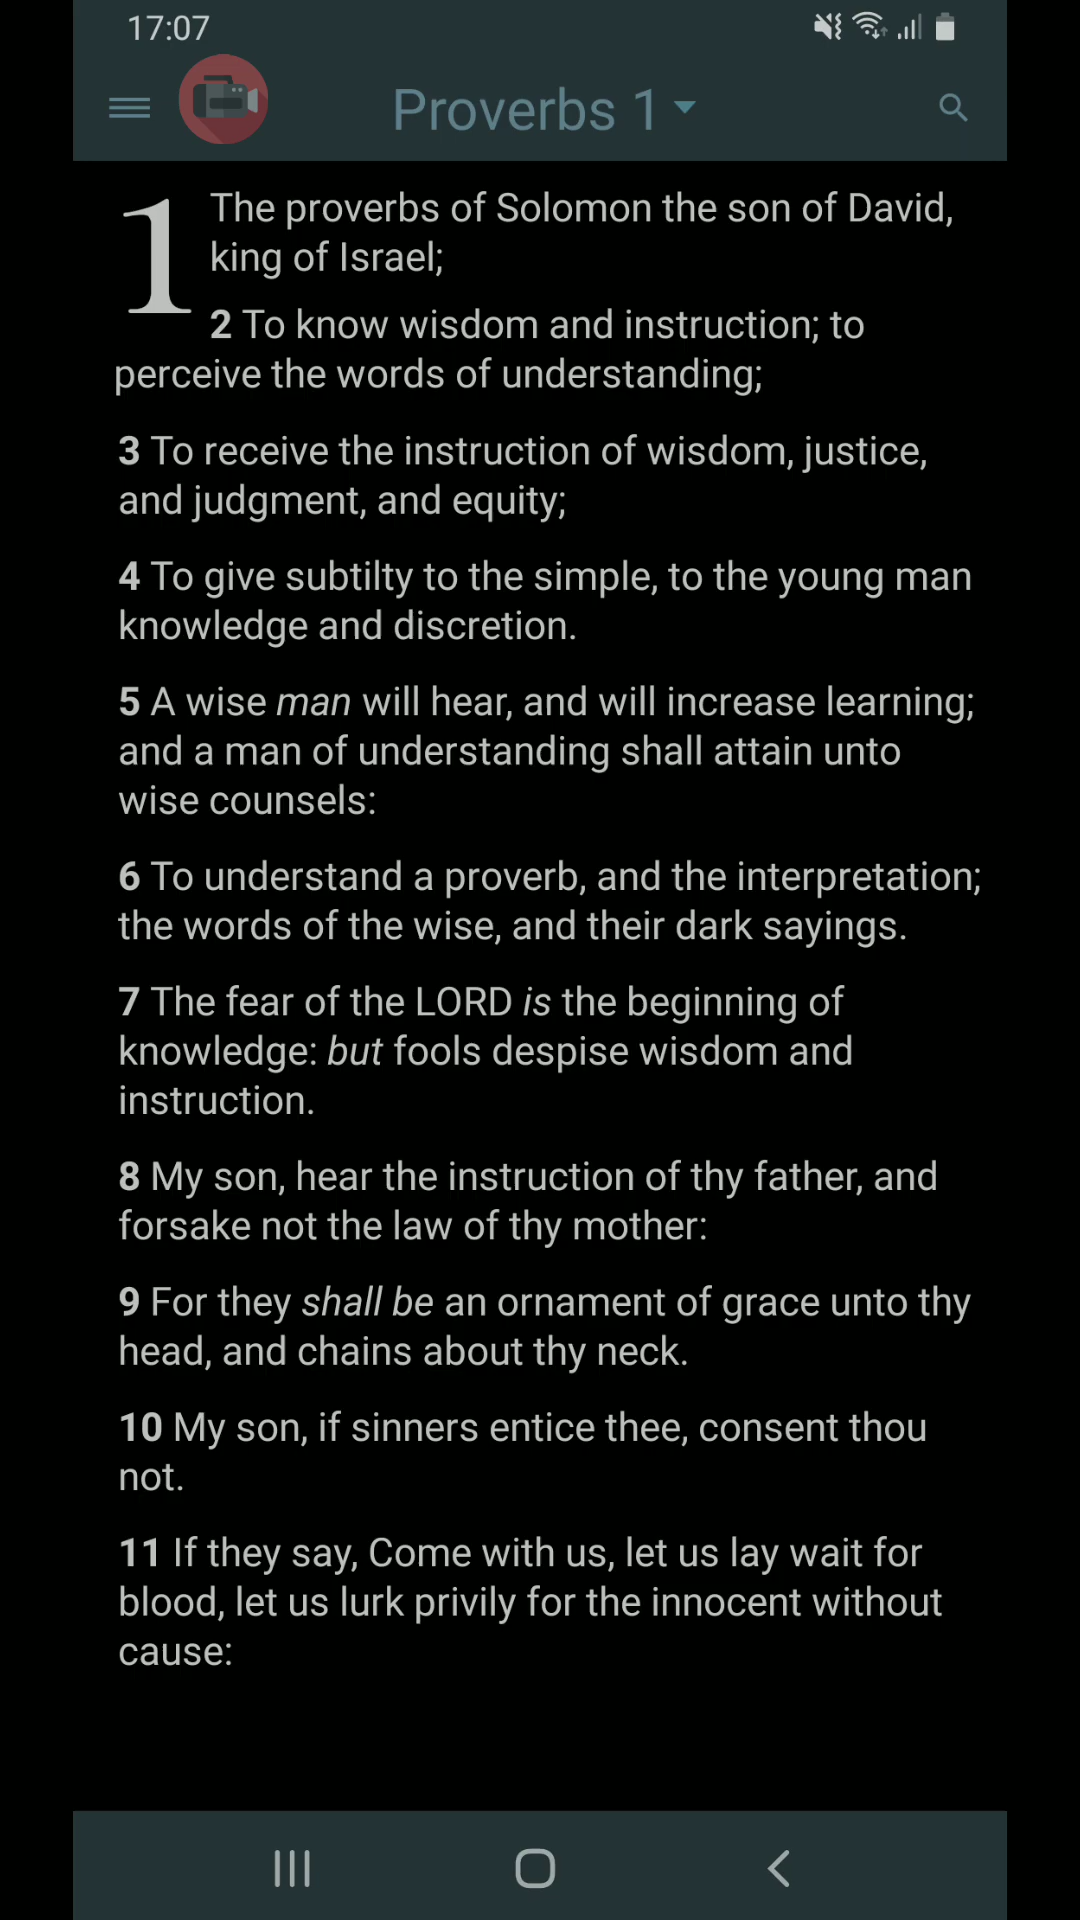 17:07
Proverbs 1
1 The proverbs of Solomon the son of David,
king of Israel;
2 To know wisdom and instruction; to
perceive the words of understanding;
3 To receive the instruction of wisdom, justice,
and judgment, and equity;
4 To give subtilty to the simple, to the young man
knowledge and discretion.
5 A wise man will hear, and will increase learning;
and a man of understanding shall attain unto
wise counsels:
6 To understand a proverb, and the interpretation;
the words of the wise, and their dark sayings.
7 The fear of the LORD is the beginning of
knowledge: but fools despise wisdom and
instruction.
8 My son, hear the instruction of thy father, and
forsake not the law of thy mother:
9 For they shall be an ornament of grace unto thy
head, and chains about thy neck.
10 My son, if sinners entice thee, consent thou
not.
11 If they say, Come with us, let us lay wait for
blood, let us lurk privily for the innocent without
cause: